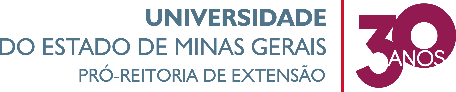 UNIVERSIDADE
DO ESTADO DE MINAS GERAIS
PRÓ-REITORIA DE EXTENSÃO
30
ANOS